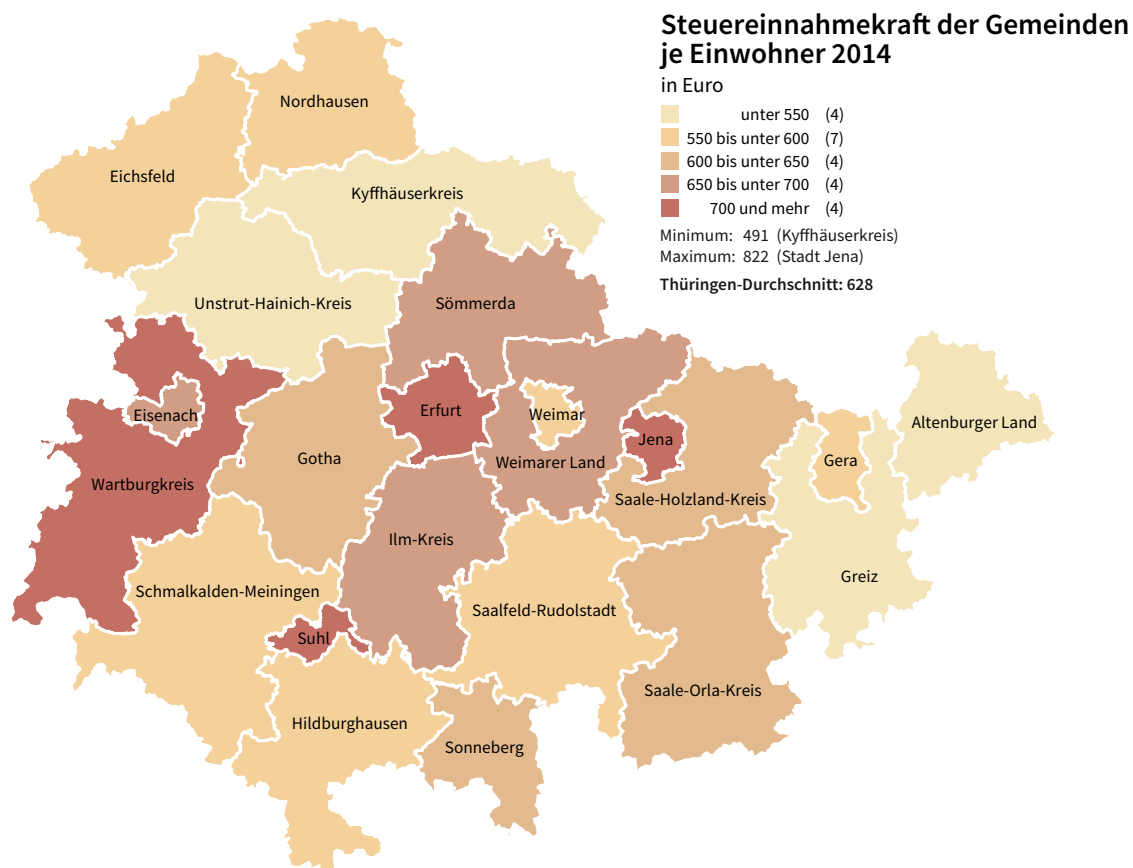 Steuereinnahmekraft der Gemeinden
je Einwohner 2014
in Euro
unter 550 (4)
550 bis unter 600 (7)
600 bis unter 650 (4)
650 bis unter 700 (4)
700 und mehr (4)
Minimum: 491 (Kyffhäuserkreis)
Maximum: 822 (Stadt Jena)
Thüringen-Durchschnitt: 628
Nordhausen
Eichsfeld
Kyffhäuserkreis
Unstrut-Hainich-Kreis
Sömmerda
Eisenach
Erfurt
Weimar
Altenburger Land
Jena
Gotha
Weimarer Land
Gera
Wartburgkreis
Saale-Holzland-Kreis
Ilm-Kreis
Greiz
Schmalkalden-Meiningen
Saalfeld-Rudolstadt
Suhl
Saale-Orla-Kreis
Hildburghausen
Sonneberg